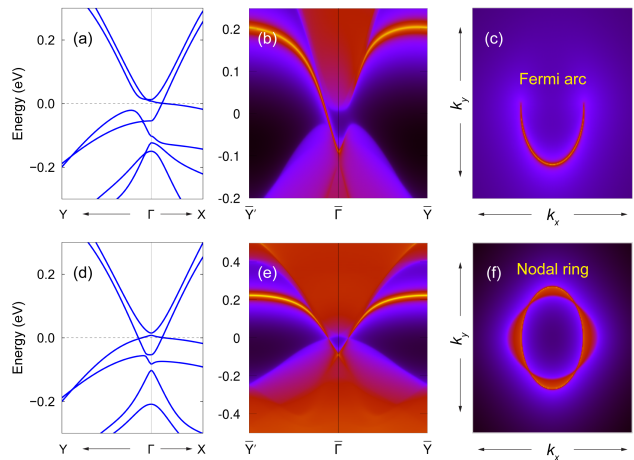 (a)
Energy (eV)
0.3
0.0
−0.2
Y
Γ
X
(b)
0.2
0.1
0
-0.1
-0.2
Y̅′
Γ̅
Y̅
(c)
Fermi arc
k_y
k_x
(d)
Energy (eV)
0.3
0.0
−0.2
Y
Γ
X
(e)
0.4
0.2
0
-0.2
-0.4
Y̅′
Γ̅
Y̅
(f)
Nodal ring
k_y
k_x